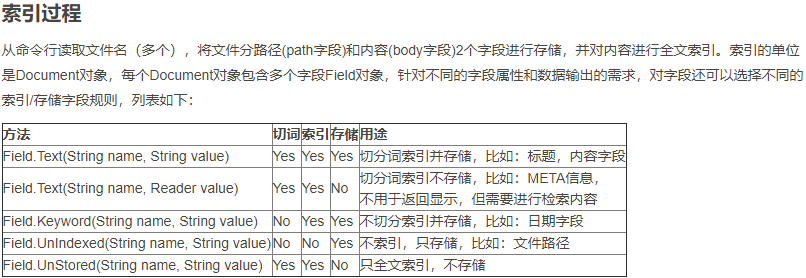 索引过程
从命令行读取文件名（多个），将文件分路径(path字段)和内容(body字段)2个字段进行存储，并对内容进行全文索引。索引的单位
是Document对象，每个Document对象包含多个字段Field对象，针对不同的字段属性和数据输出的需求，对字段还可以选择不同的
索引/存储字段规则，列表如下：
方法 切词 索引 存储 用途
Field.Text(String name, String value) Yes Yes Yes 切分词索引并存储，比如：标题，内容字段
Field.Text(String name, Reader value) Yes Yes No 切分词索引不存储，比如：META信息，
不用于返回显示，但需要进行检索内容
Field.Keyword(String name, String value) No Yes Yes 不切分索引并存储，比如：日期字段
Field.UnIndexed(String name, String value) No No Yes 不索引，只存储，比如：文件路径
Field.UnStored(String name, String value) Yes Yes No 只全文索引，不存储